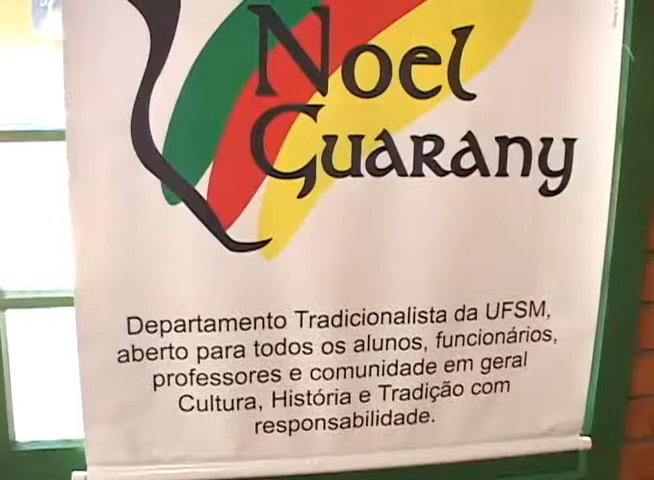 Noel
Guarany
Departamento Tradicionalista da UFSM,
aberto para todos os alunos, funcionários,
professores e comunidade em geral
Cultura, História e Tradição com
responsabilidade.